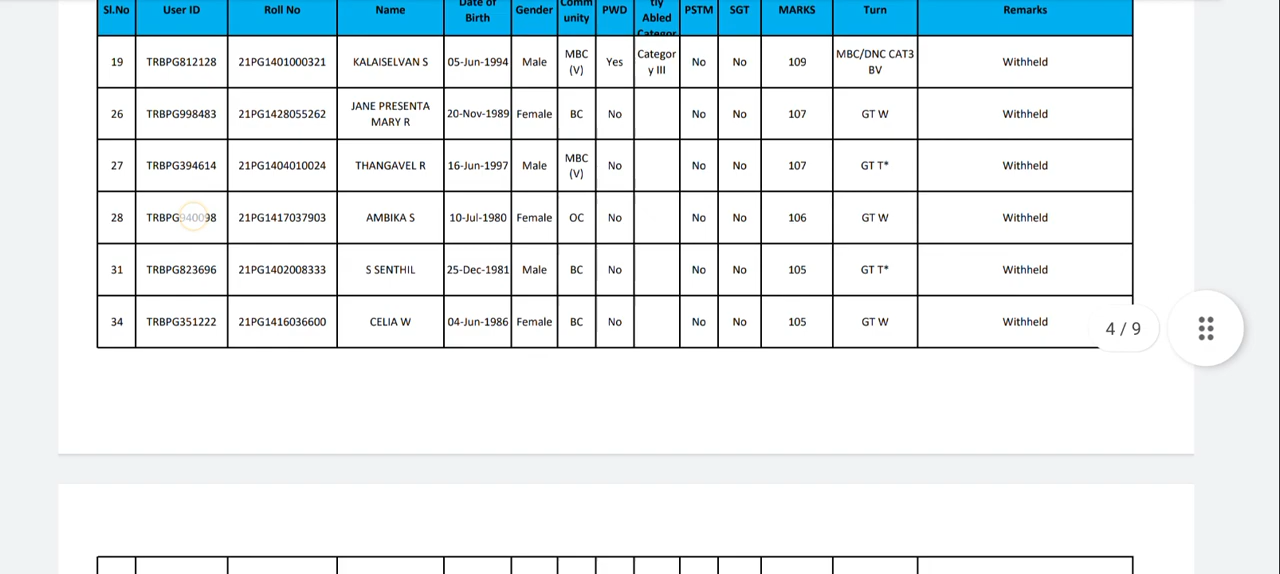 Sl.No User ID Roll No Name Date of Birth Gender Comm unity PWD tly Abled Categor PSTM SGT MARKS Turn Remarks
19 TRBPG812128 21PG1401000321 KALAISELVAN S 05-Jun-1994 Male MBC (V) Yes Categor y III No No 109 MBC/DNC CAT3 BV Withheld
26 TRBPG998483 21PG1428055262 JANE PRESENTA MARY R 20-Nov-1989 Female BC No No No 107 GT W Withheld
27 TRBPG394614 21PG1404010024 THANGAVEL R 16-Jun-1997 Male MBC (V) No No No 107 GT T* Withheld
28 TRBPG940098 21PG1417037903 AMBIKA S 10-Jul-1980 Female OC No No No 106 GT W Withheld
31 TRBPG823696 21PG1402008333 S SENTHIL 25-Dec-1981 Male BC No No No 105 GT T* Withheld
34 TRBPG351222 21PG1416036600 CELIA W 04-Jun-1986 Female BC No No No 105 GT W Withheld
4 / 9